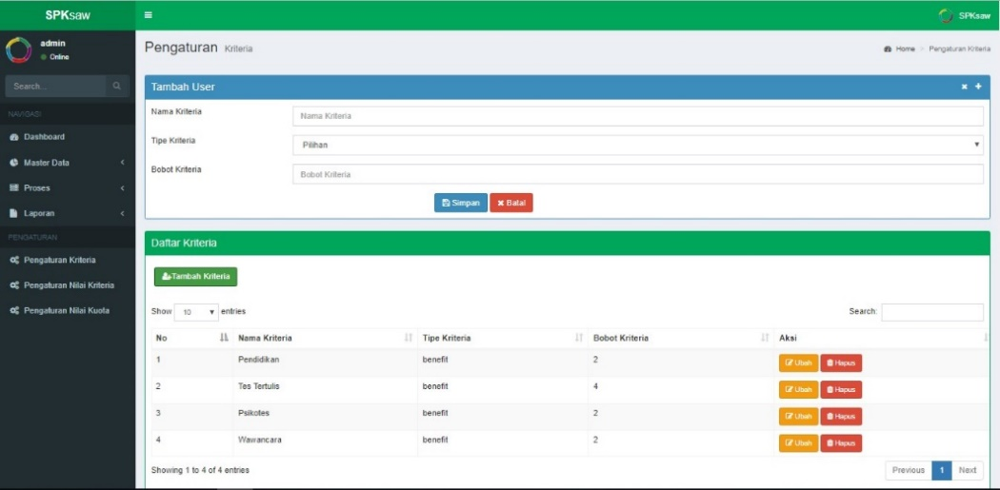 SPKsaw
SPKsaw
admin
Online
Search...
NAVIGASI
Dashboard
Master Data
Proses
Laporan
PENGATURAN
Pengaturan Kriteria
Pengaturan Nilai Kriteria
Pengaturan Nilai Kuota
Pengaturan Kriteria
Home > Pengaturan Kriteria
Tambah User
Nama Kriteria Nama Kriteria
Tipe Kriteria Pilihan
Bobot Kriteria Bobot Kriteria
Simpan Batal
Daftar Kriteria
Tambah Kriteria
Show 10 entries Search:
No Nama Kriteria Tipe Kriteria Bobot Kriteria Aksi
1 Pendidikan benefit 2 Ubah Hapus
2 Tes Tertulis benefit 4 Ubah Hapus
3 Psikotes benefit 2 Ubah Hapus
4 Wawancara benefit 2 Ubah Hapus
Showing 1 to 4 of 4 entries Previous 1 Next